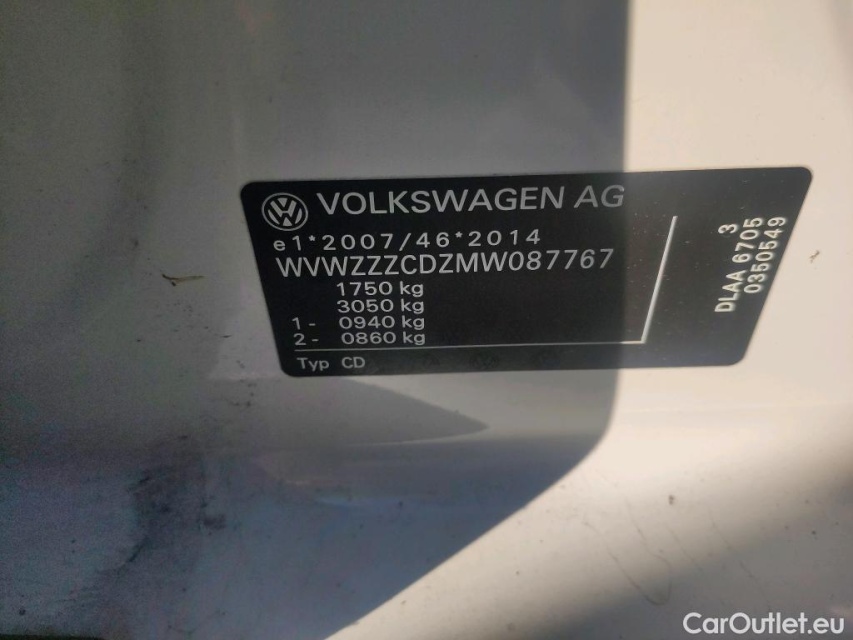 VOLKSWAGEN AG
e1*2007/46*2014
WVWZZZCDZMW087767
1750 kg
3050 kg
1- 0940 kg
2- 0860 kg
Typ CD
3
DLAA 6705
0350549
CarOutlet.eu